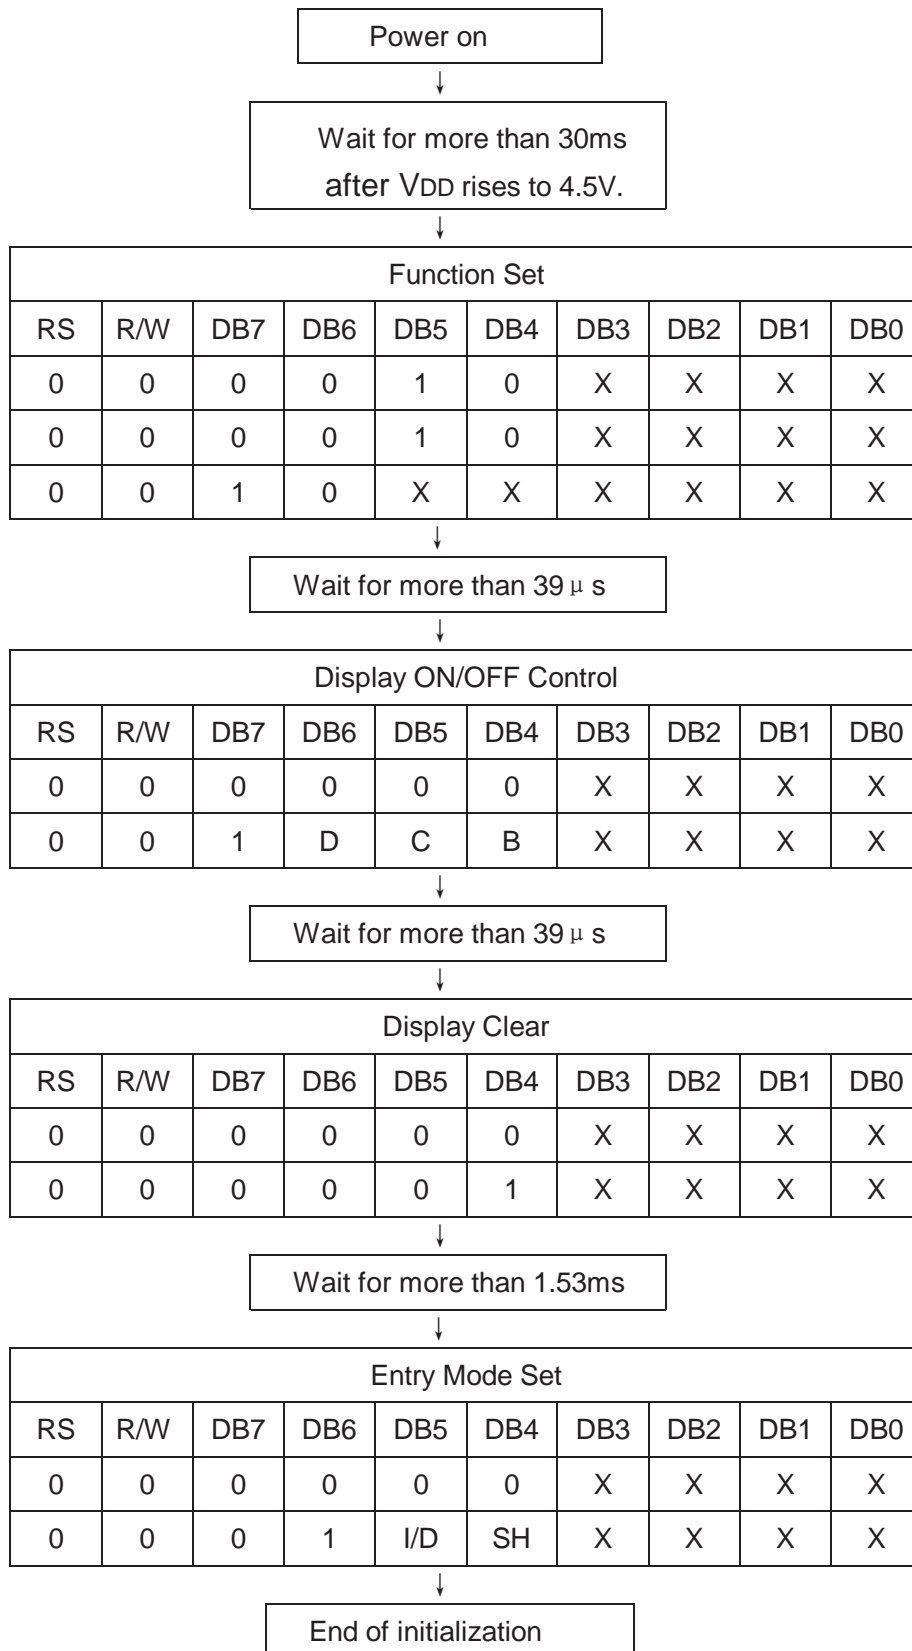 Power on
Wait for more than 30ms
after VDD rises to 4.5V.
Function Set
RS R/W DB7 DB6 DB5 DB4 DB3 DB2 DB1 DB0
0 0 0 0 1 0 X X X X
0 0 0 0 1 0 X X X X
0 0 1 0 X X X X X X
Wait for more than 39 μ s
Display ON/OFF Control
RS R/W DB7 DB6 DB5 DB4 DB3 DB2 DB1 DB0
0 0 0 0 0 0 X X X X
0 0 1 D C B X X X X
Wait for more than 39 μ s
Display Clear
RS R/W DB7 DB6 DB5 DB4 DB3 DB2 DB1 DB0
0 0 0 0 0 0 X X X X
0 0 0 0 0 1 X X X X
Wait for more than 1.53ms
Entry Mode Set
RS R/W DB7 DB6 DB5 DB4 DB3 DB2 DB1 DB0
0 0 0 0 0 0 X X X X
0 0 0 1 I/D SH X X X X
End of initialization